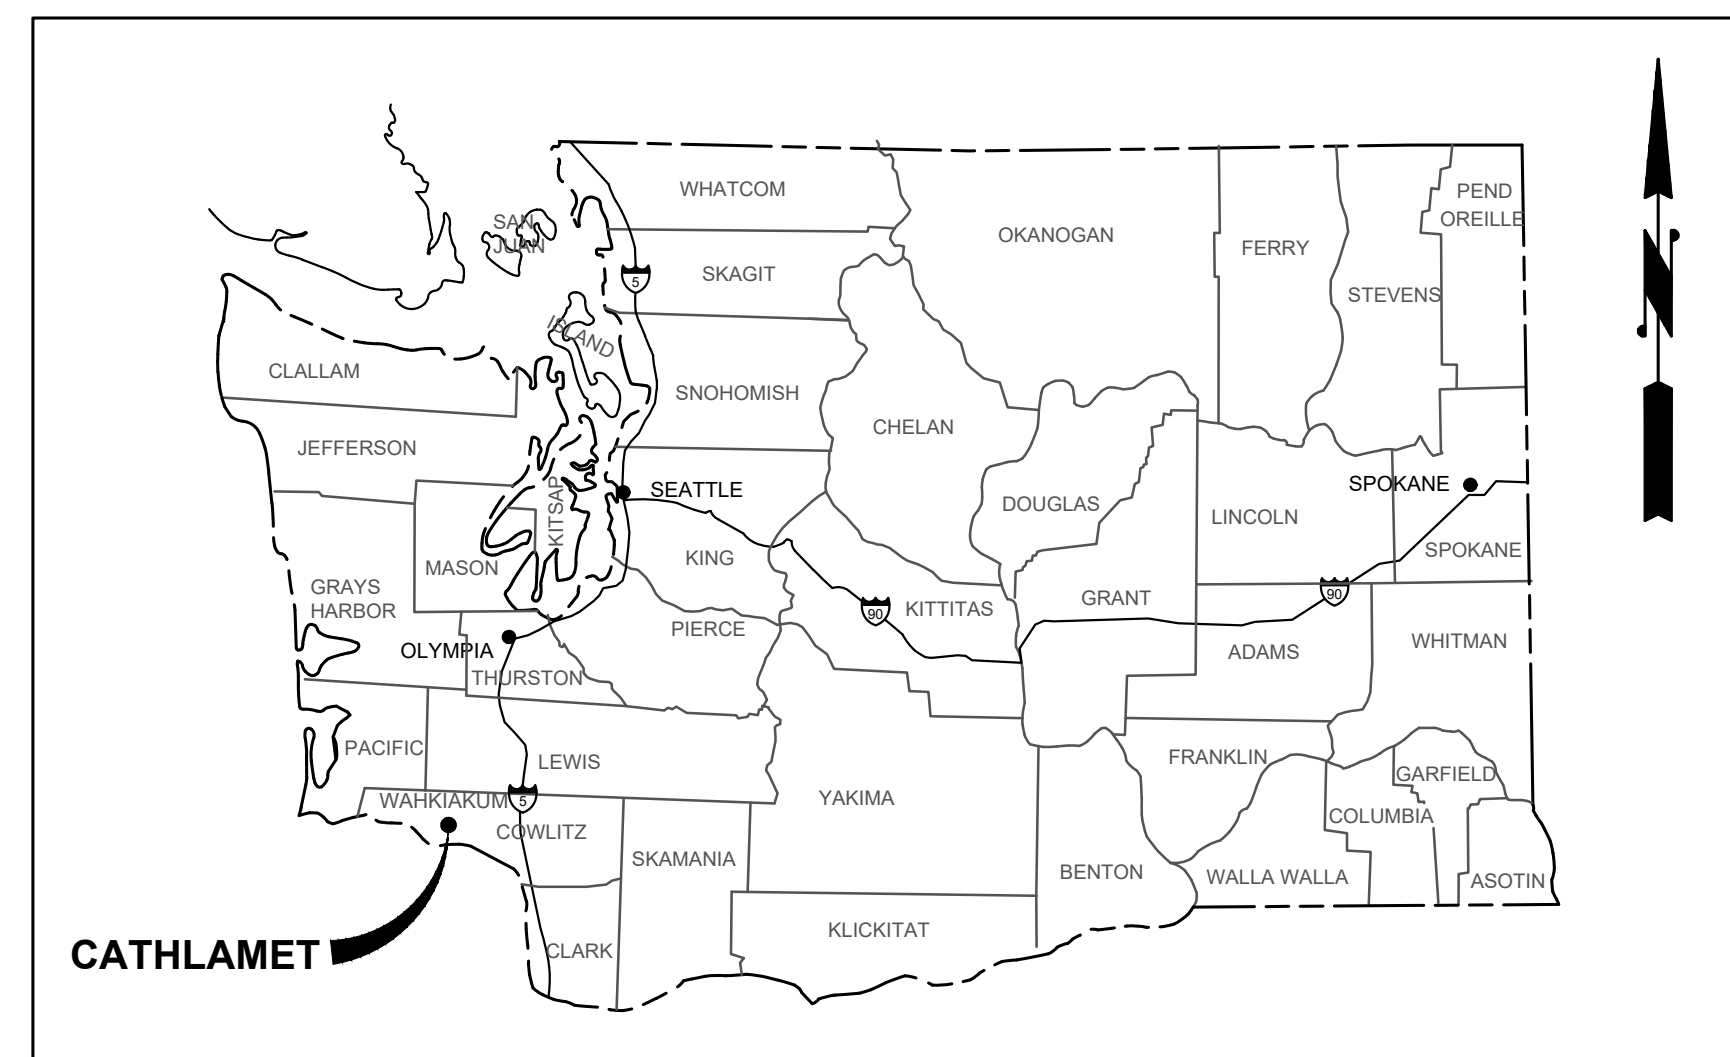 WHATCOM
PEND
OREILLE
SAN
JUAN
OKANOGAN
FERRY
SKAGIT
5
STEVENS
ISLAND
CLALLAM
SNOHOMISH
CHELAN
JEFFERSON
SEATTLE
SPOKANE
DOUGLAS
LINCOLN
KITSAP
SPOKANE
KING
MASON
GRAYS
HARBOR
90
KITTITAS
GRANT
90
PIERCE
WHITMAN
OLYMPIA
ADAMS
THURSTON
PACIFIC
LEWIS
FRANKLIN
GARFIELD
WAHKIAKUM
5
YAKIMA
COLUMBIA
COWLITZ
SKAMANIA
BENTON
WALLA WALLA
ASOTIN
KLICKITAT
CATHLAMET
CLARK
N